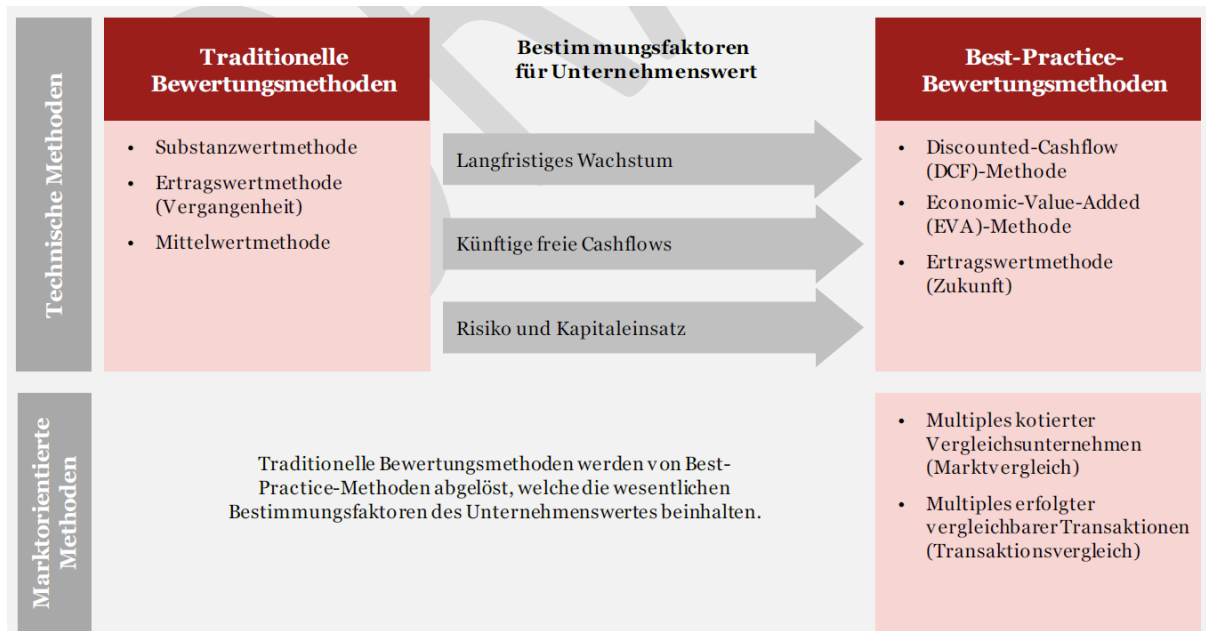 Technische Methoden
Traditionelle
Bewertungsmethoden
• Substanzwertmethode
• Ertragswertmethode
(Vergangenheit)
• Mittelwertmethode
Bestimmungsfaktoren
für Unternehmenswert
Langfristiges Wachstum
Künftige freie Cashflows
Risiko und Kapitaleinsatz
Best-Practice-
Bewertungsmethoden
• Discounted-Cashflow
(DCF)-Methode
• Economic-Value-Added
(EVA)-Methode
• Ertragswertmethode
(Zukunft)
Marktorientierte
Methoden
Traditionelle Bewertungsmethoden werden von Best-
Practice-Methoden abgelöst, welche die wesentlichen
Bestimmungsfaktoren des Unternehmenswertes beinhalten.
• Multiples kotierter
Vergleichsunternehmen
(Marktvergleich)
• Multiples erfolgter
vergleichbarer Transaktionen
(Transaktionsvergleich)